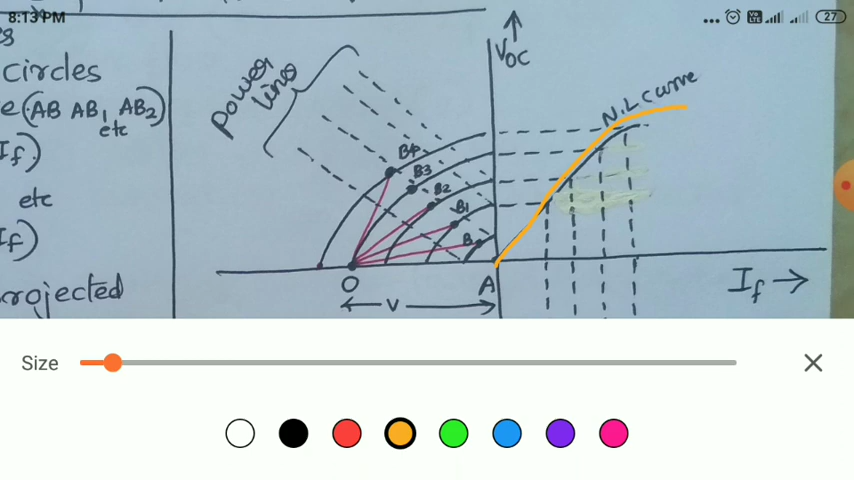 8:13 PM
27
s
circles
e(AB AB1 AB2)
etc
If)
etc
If)
rojected
Power
lines
VOC
N.L curve
B4
B3
B2
B1
B
O
A
V
If →
Size